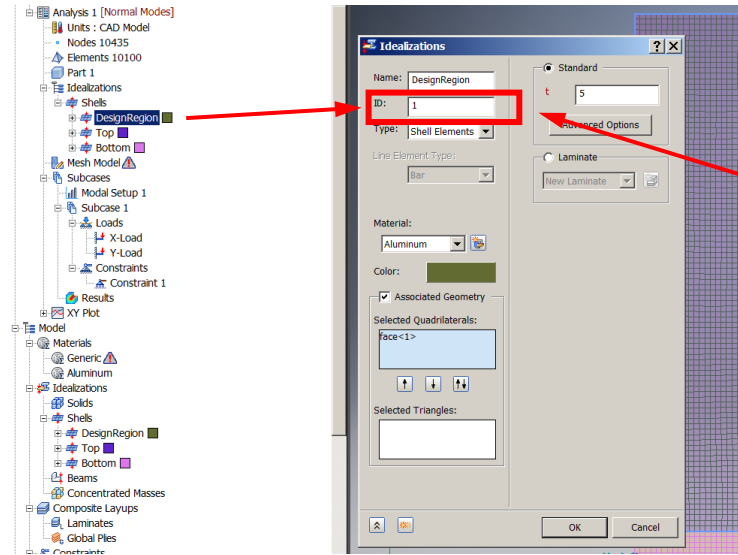 Analysis 1 [Normal Modes]
Units : CAD Model
Nodes 10435
Elements 10100
Part 1
Idealizations
Shells
DesignRegion
Top
Bottom
Mesh Model
Subcases
Modal Setup 1
Subcase 1
Loads
X-Load
Y-Load
Constraints
Constraint 1
Results
XY Plot
Model
Materials
Generic
Aluminum
Idealizations
Solids
Shells
DesignRegion
Top
Bottom
Beams
Concentrated Masses
Composite Layups
Laminates
Global Plies
Constraints
Idealizations
Name: DesignRegion
ID: 1
Type: Shell Elements
Line Element Type:
Bar
Material:
Aluminum
Color:
Associated Geometry
Selected Quadrilaterals:
face<1>
Selected Triangles:
Standard
t 5
Advanced Options
Laminate
New Laminate
OK Cancel